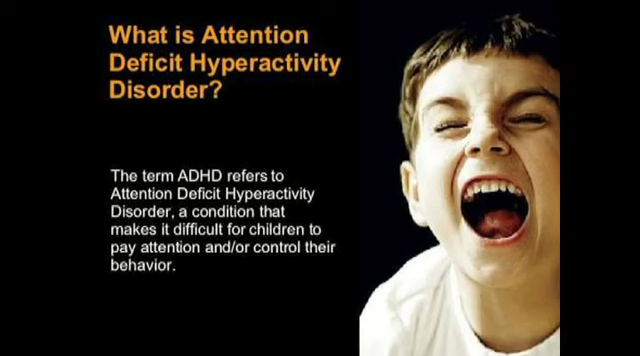 What is Attention
Deficit Hyperactivity
Disorder?
The term ADHD refers to
Attention Deficit Hyperactivity
Disorder, a condition that
makes it difficult for children to
pay attention and/or control their
behavior.